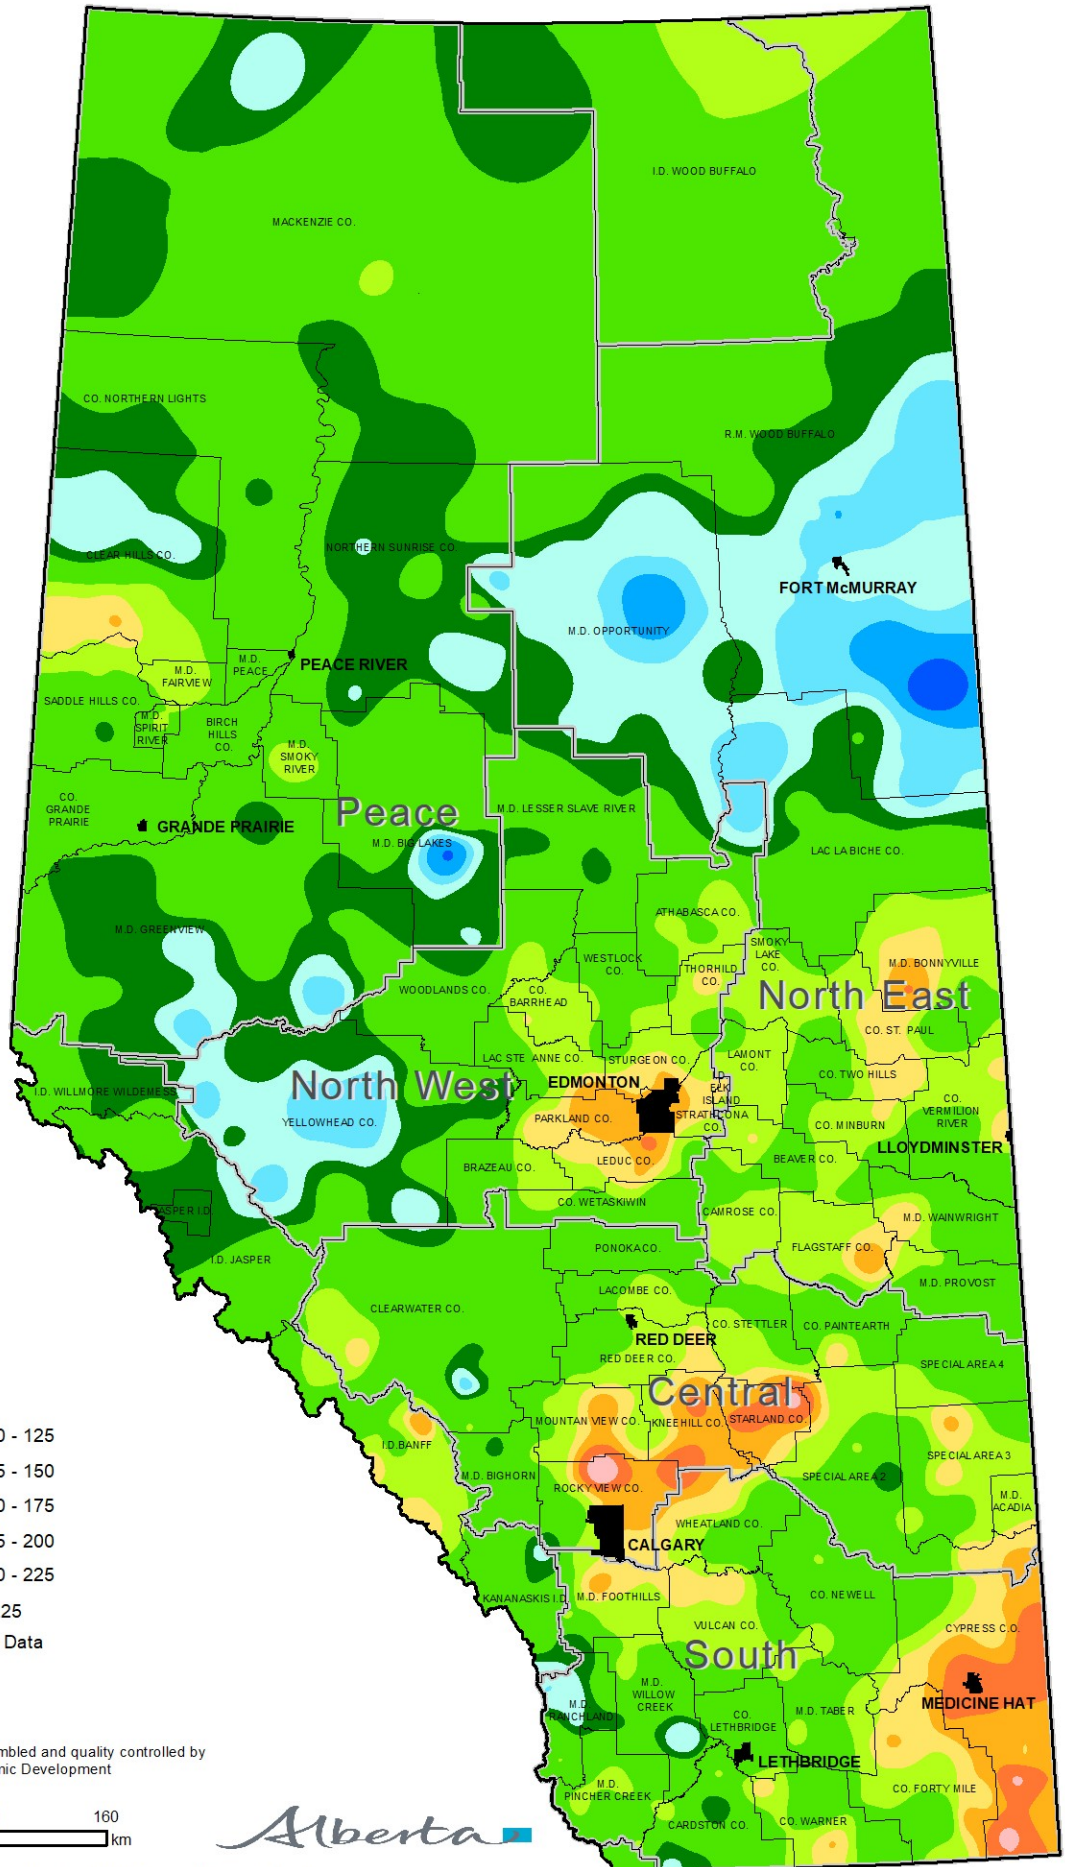 I.D. WOOD BUFFALO
MACKENZIE CO.
CO. NORTHERN LIGHTS
R.M. WOOD BUFFALO
CLEAR HILLS CO.
NORTHERN SUNRISE CO.
FORT McMURRAY
M.D. OPPORTUNITY
M.D.
PEACE
PEACE RIVER
M.D.
FAIRVIEW
SADDLE HILLS CO.
M.D.
SPIRIT
RIVER
BIRCH
HILLS
CO.
M.D.
SMOKY
RIVER
CO.
GRANDE
PRAIRIE
GRANDE PRAIRIE
Peace
M.D. LESSER SLAVE RIVER
M.D. BIG LAKES
LAC LA BICHE CO.
M.D. GREENVIEW
ATHABASCA CO.
SMOKY
LAKE
CO.
WESTLOCK
CO.
THORHILD
CO.
M.D. BONNYVILLE
WOODLANDS CO.
CO.
BARRHEAD
North East
CO. ST. PAUL
LAC STE ANNE CO.
STURGEON CO.
LAMONT
CO.
North West
EDMONTON
I.D.
ELK
ISLAND
CO. TWO HILLS
I.D. WILLMORE WILDERNESS
YELLOWHEAD CO.
PARKLAND CO.
STRATHCONA
CO.
CO. MINBURN
CO.
VERMILION
RIVER
LLOYDMINSTER
BRAZEAU CO.
LEDUC CO.
BEAVER CO.
CO. WETASKIWIN
JASPER I.D.
CAMROSE CO.
M.D. WAINWRIGHT
I.D. JASPER
PONOKA CO.
FLAGSTAFF CO.
M.D. PROVOST
CLEARWATER CO.
LACOMBE CO.
CO. STETTLER
CO. PAINTEARTH
RED DEER
RED DEER CO.
SPECIAL AREA 4
Central
MOUNTAN VIEW CO.
KNEEHILL CO.
STARLAND CO.
I.D.BANFF
M.D. BIGHORN
SPECIAL AREA 2
SPECIAL AREA 3
ROCKY VIEW CO.
M.D.
ACADIA
WHEATLAND CO.
CALGARY
KANANASKIS I.D.
M.D. FOOTHILLS
CO. NEWELL
VULCAN CO.
CYPRESS C.O.
South
M.D.
WILLOW
CREEK
M.D.
RANCHLAND
CO.
LETHBRIDGE
M.D. TABER
MEDICINE HAT
LETHBRIDGE
M.D.
PINCHER CREEK
CO. FORTY MILE
CARDSTON CO.
CO. WARNER
0 - 125
5 - 150
0 - 175
5 - 200
0 - 225
25
Data
mbled and quality controlled by
mic Development
160
km
Alberta